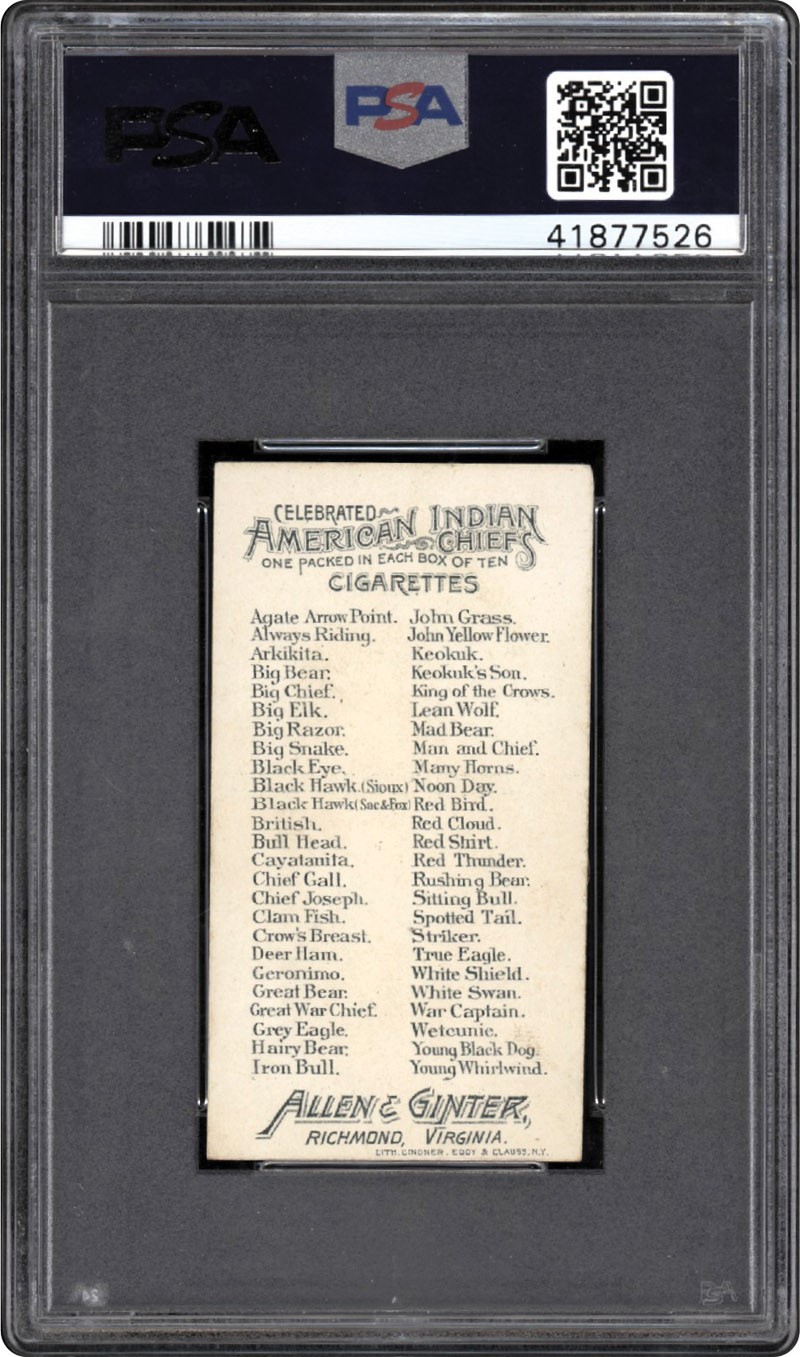 PSA
PSA
41877526
CELEBRATED
AMERICAN INDIAN
CHIEFS
ONE PACKED IN EACH BOX OF TEN
CIGARETTES
Agate Arrow Point. John Grass.
Always Riding. John Yellow Flower.
Arkikita. Keokuk.
Big Bear. Keokuk's Son.
Big Chief. King of the Crows.
Big Elk. Lean Wolf.
Big Razor. Mad Bear.
Big Snake. Man and Chief.
Black Eye. Many Horns.
Black Hawk.(Sioux) Noon Day.
Black Hawk(Sac&Fox) Red Bird.
British. Red Cloud.
Bull Head. Red Shirt.
Cayatanita. Red Thunder.
Chief Gall. Rushing Bear.
Chief Joseph. Sitting Bull.
Clam Fish. Spotted Tail.
Crow's Breast. Striker.
Deer Ham. True Eagle.
Geronimo. White Shield.
Great Bear. White Swan.
Great War Chief. War Captain.
Grey Eagle. Wetcunie.
Hairy Bear. Young Black Dog.
Iron Bull. Young Whirlwind.
ALLEN & GINTER,
RICHMOND, VIRGINIA.
LITH. LINDNER, EDDY & CLAUSS, N.Y.
PSA